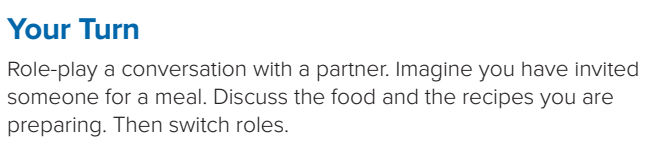 Your Turn
Role-play a conversation with a partner. Imagine you have invited
someone for a meal. Discuss the food and the recipes you are
preparing. Then switch roles.